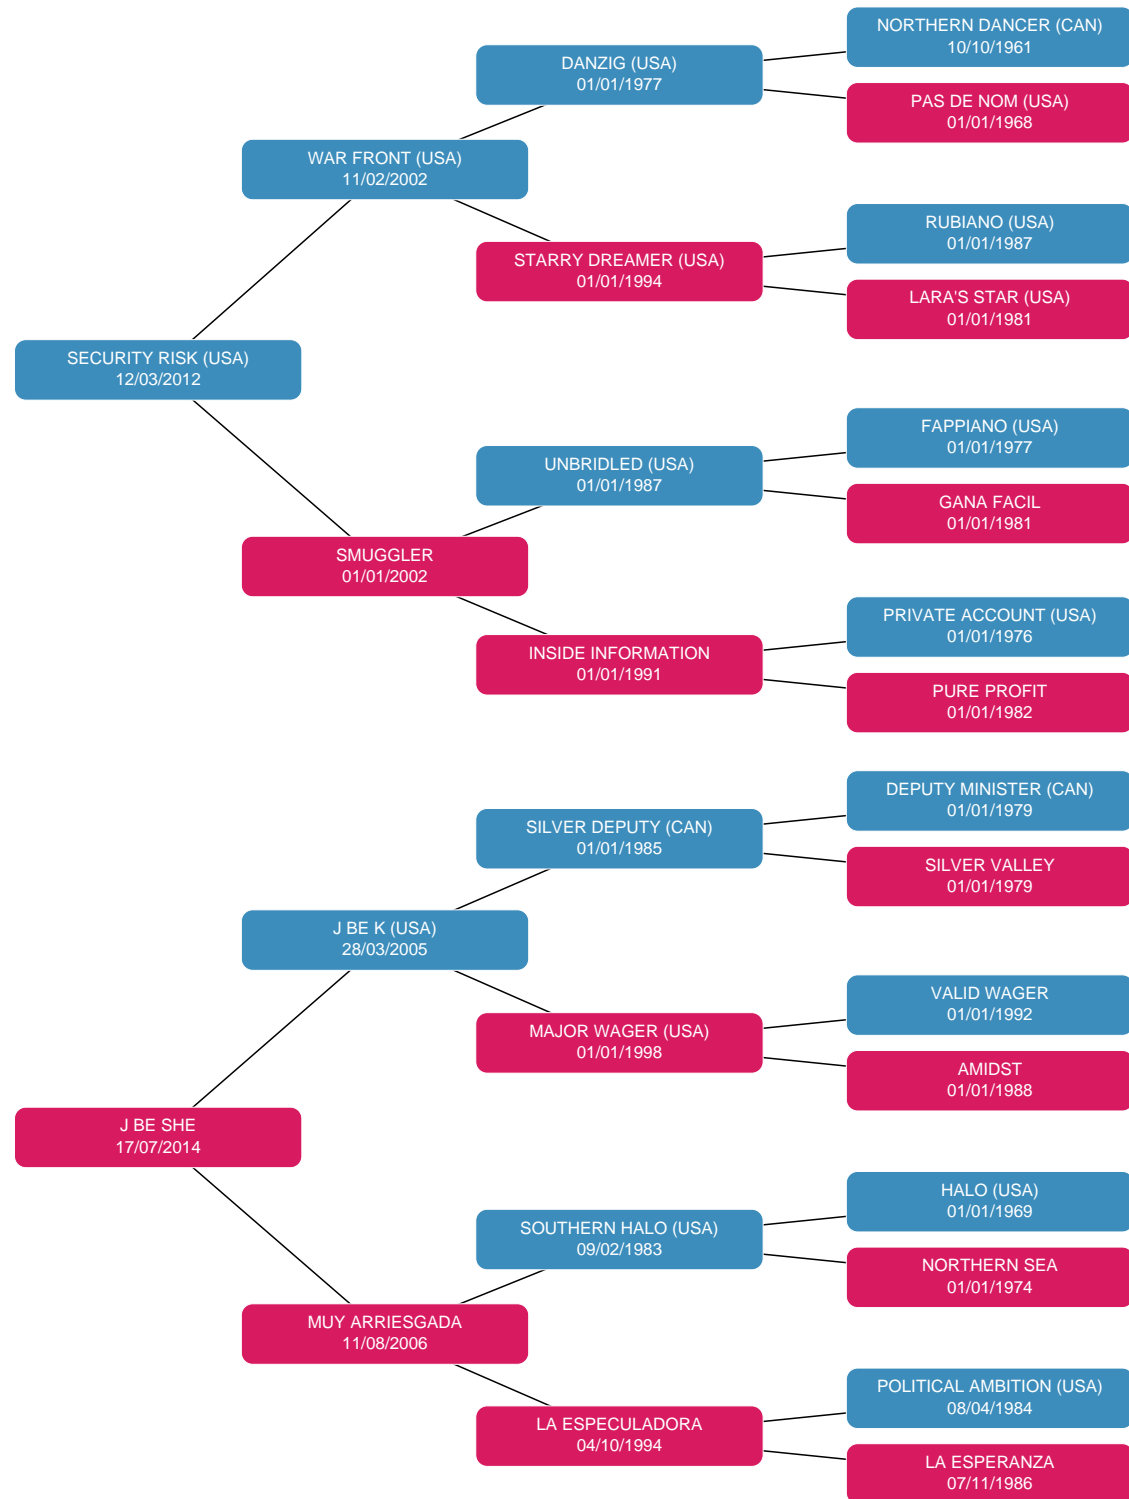 NORTHERN DANCER (CAN)
10/10/1961
DANZIG (USA)
01/01/1977
PAS DE NOM (USA)
01/01/1968
WAR FRONT (USA)
11/02/2002
RUBIANO (USA)
01/01/1987
STARRY DREAMER (USA)
01/01/1994
LARA'S STAR (USA)
01/01/1981
SECURITY RISK (USA)
12/03/2012
FAPPIANO (USA)
01/01/1977
UNBRIDLED (USA)
01/01/1987
GANA FACIL
01/01/1981
SMUGGLER
01/01/2002
PRIVATE ACCOUNT (USA)
01/01/1976
INSIDE INFORMATION
01/01/1991
PURE PROFIT
01/01/1982
DEPUTY MINISTER (CAN)
01/01/1979
SILVER DEPUTY (CAN)
01/01/1985
SILVER VALLEY
01/01/1979
J BE K (USA)
28/03/2005
VALID WAGER
01/01/1992
MAJOR WAGER (USA)
01/01/1998
AMIDST
01/01/1988
J BE SHE
17/07/2014
HALO (USA)
01/01/1969
SOUTHERN HALO (USA)
09/02/1983
NORTHERN SEA
01/01/1974
MUY ARRIESGADA
11/08/2006
POLITICAL AMBITION (USA)
08/04/1984
LA ESPECULADORA
04/10/1994
LA ESPERANZA
07/11/1986